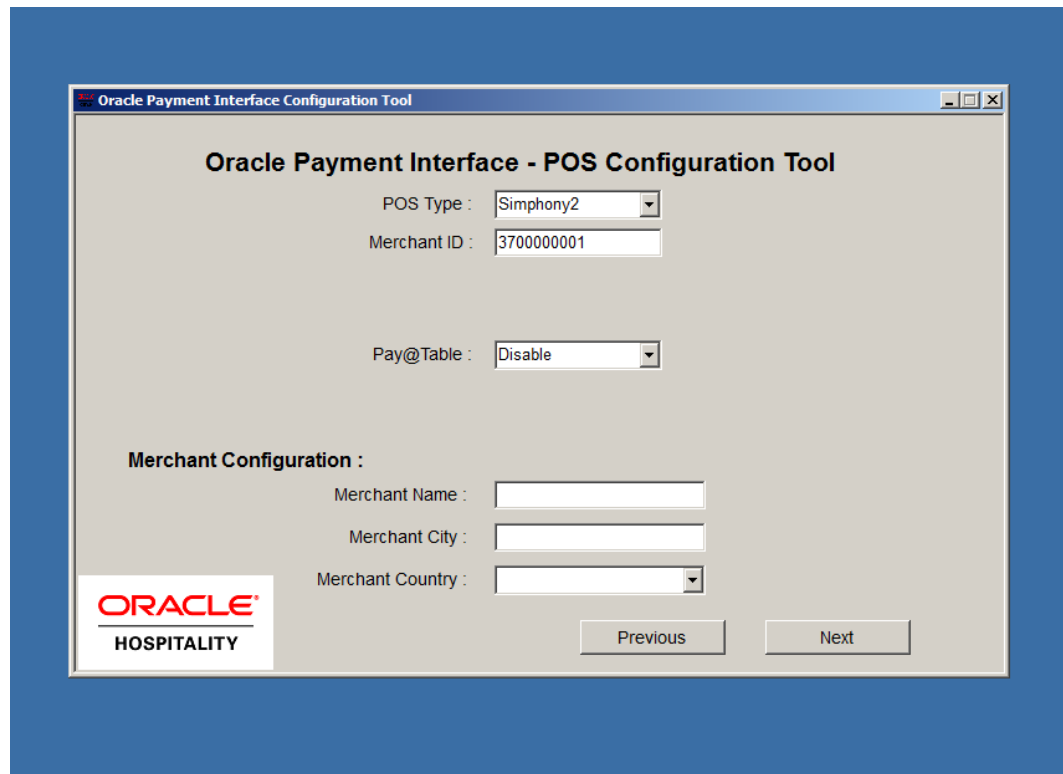 Oracle Payment Interface Configuration Tool
Oracle Payment Interface - POS Configuration Tool
POS Type : Simphony2
Merchant ID : 3700000001
Pay@Table : Disable
Merchant Configuration :
Merchant Name :
Merchant City :
Merchant Country :
ORACLE®
HOSPITALITY
Previous Next